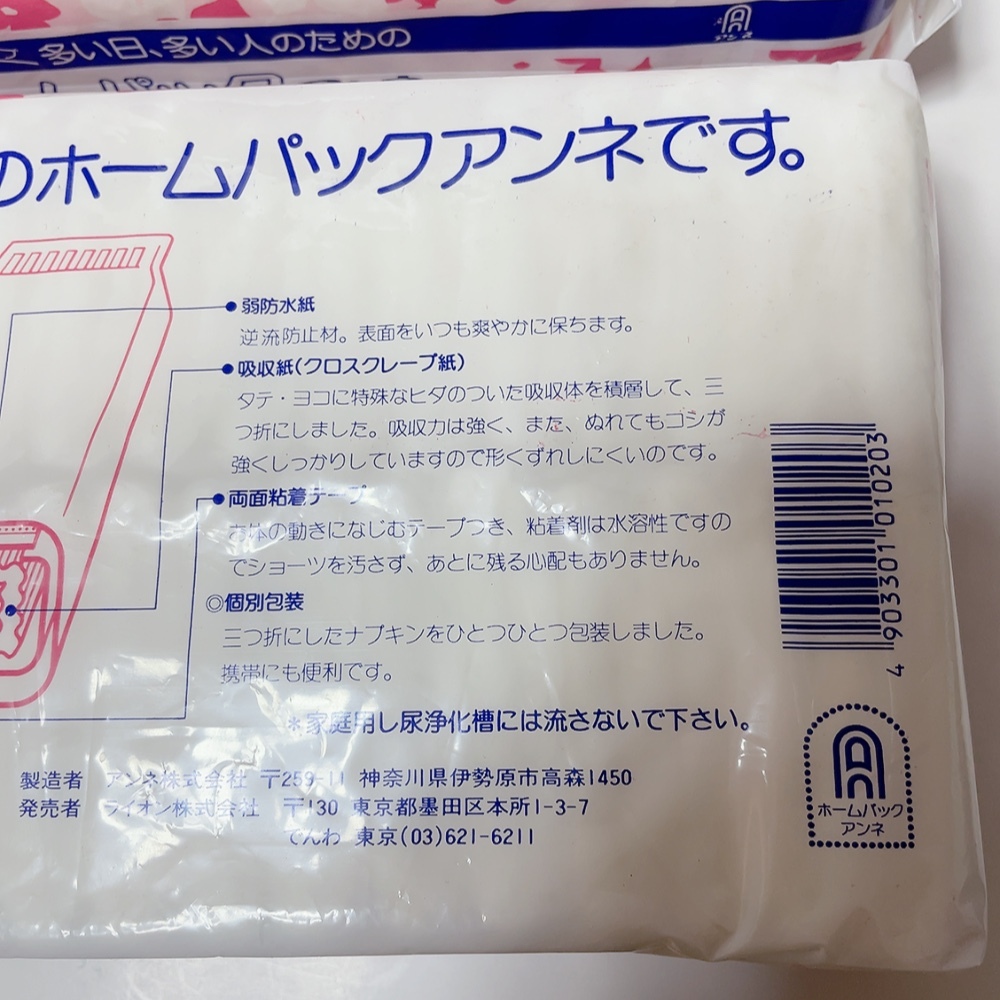 多い日、多い人のための
アンネ
のホームパックアンネです。
●弱防水紙
逆流防止材。表面をいつも爽やかに保ちます。
●吸収紙(クロスクレープ紙)
タテ・ヨコに特殊なヒダのついた吸収体を積層して、三
つ折にしました。吸収力は強く、また、ぬれてもコシが
強くしっかりしていますので形くずれしにくいのです。
●両面粘着テープ
お体の動きになじむテープつき、粘着剤は水溶性ですの
でショーツを汚さず、あとに残る心配もありません。
◎個別包装
三つ折にしたナプキンをひとつひとつ包装しました。
携帯にも便利です。
*家庭用し尿浄化槽には流さないで下さい。
製造者 アンネ株式会社 〒259-11 神奈川県伊勢原市高森1450
発売者 ライオン株式会社 〒130 東京都墨田区本所1-3-7
でんわ 東京(03)621-6211
4 903301 010203
ホームパック
アンネ